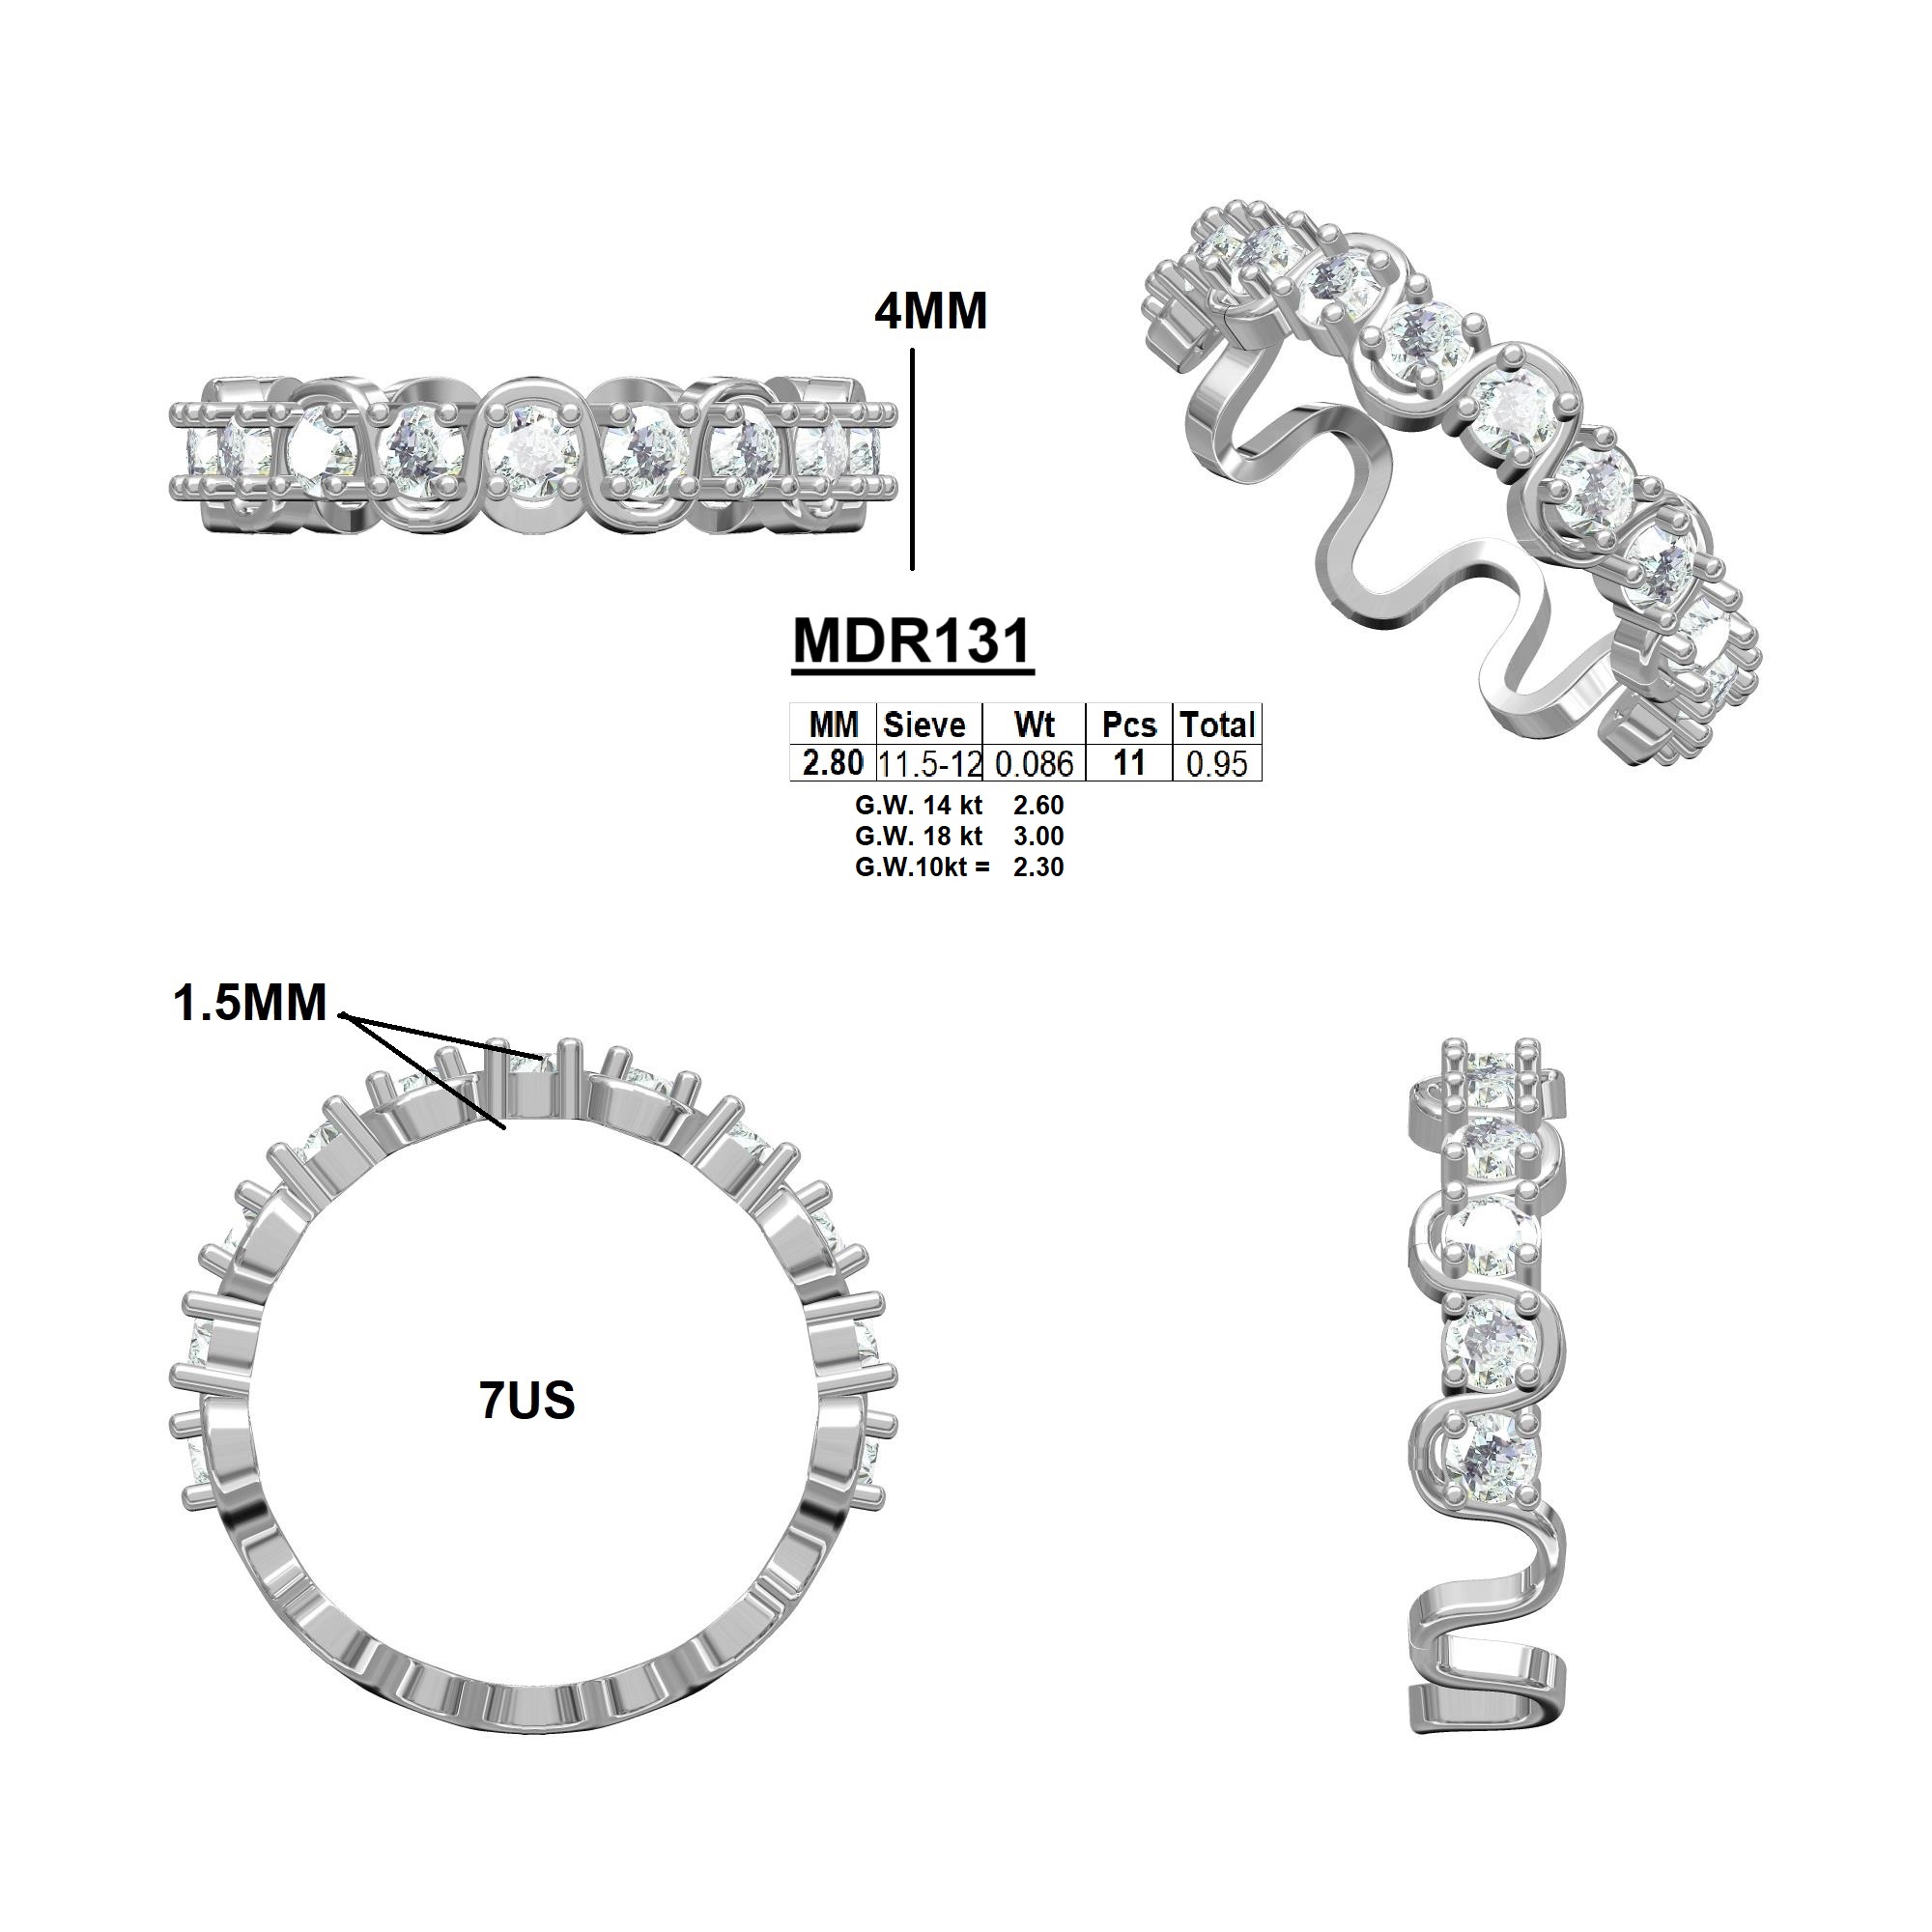 4MM
MDR131
MM Sieve Wt Pcs Total
2.80 11.5-12 0.086 11 0.95
G.W. 14 kt 2.60
G.W. 18 kt 3.00
G.W.10kt = 2.30
1.5MM
7US